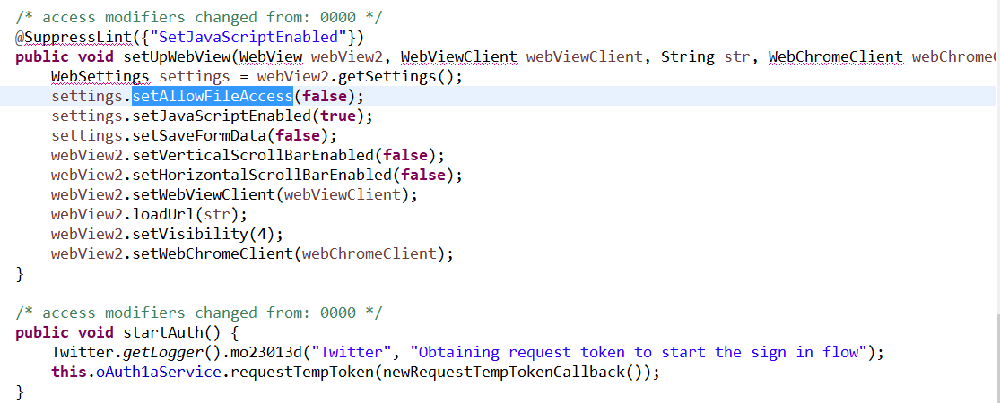 /* access modifiers changed from: 0000 */
@SuppressLint({"SetJavaScriptEnabled"})
public void setUpWebView(WebView webView2, WebViewClient webViewClient, String str, WebChromeClient webChromeC
WebSettings settings = webView2.getSettings();
settings.setAllowFileAccess(false);
settings.setJavaScriptEnabled(true);
settings.setSaveFormData(false);
webView2.setVerticalScrollBarEnabled(false);
webView2.setHorizontalScrollBarEnabled(false);
webView2.setWebViewClient(webViewClient);
webView2.loadUrl(str);
webView2.setVisibility(4);
webView2.setWebChromeClient(webChromeClient);
}
/* access modifiers changed from: 0000 */
public void startAuth() {
Twitter.getLogger().mo23013d("Twitter", "Obtaining request token to start the sign in flow");
this.oAuth1aService.requestTempToken(newRequestTempTokenCallback());
}